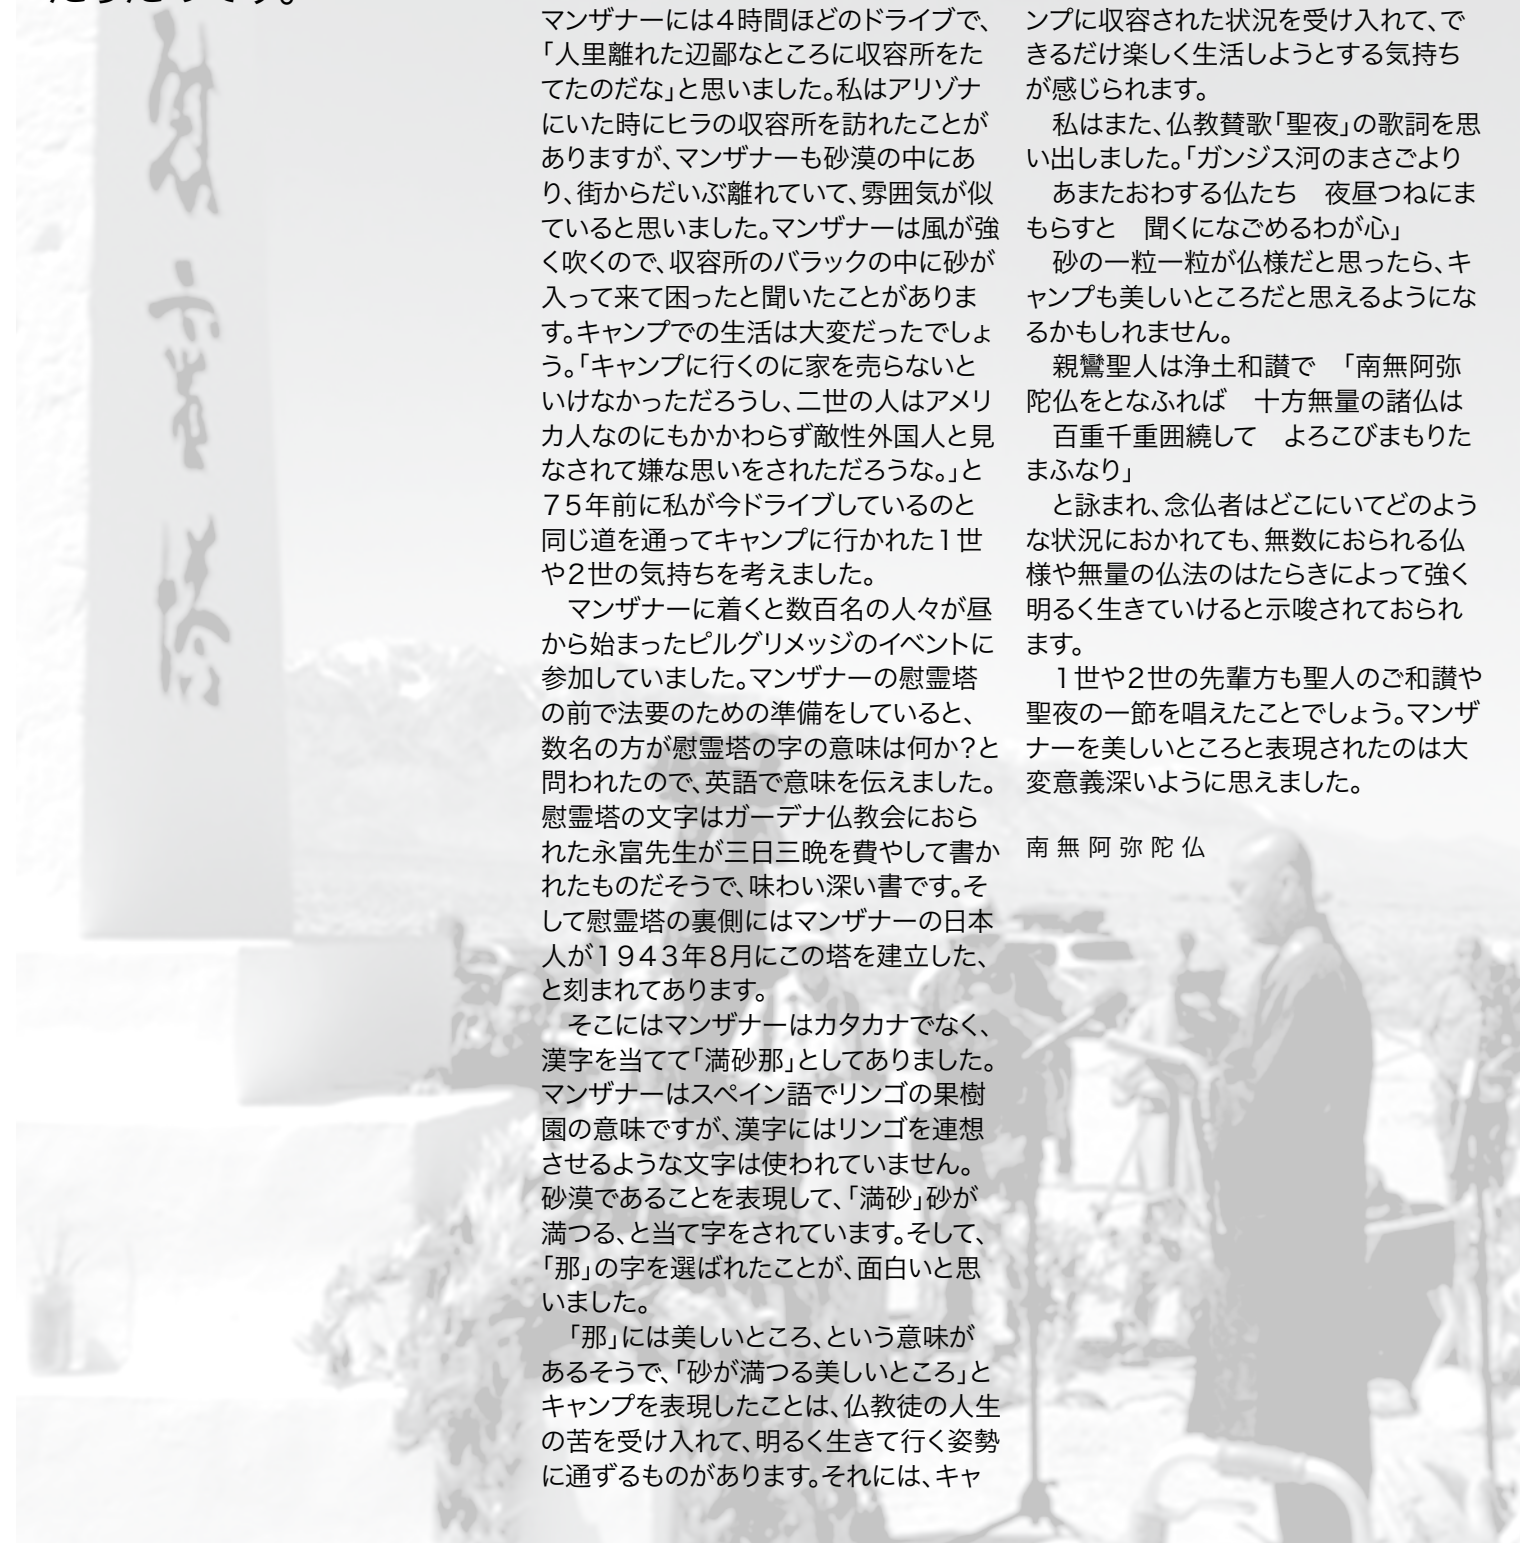 マンザナーには４時間ほどのドライブで、
「人里離れた辺鄙なところに収容所をた
てたのだな」と思いました。私はアリゾナ
にいた時にヒラの収容所を訪れたことが
ありますが、マンザナーも砂漠の中にあ
り、街からだいぶ離れていて、雰囲気が似
ていると思いました。マンザナーは風が強
く吹くので、収容所のバラックの中に砂が
入って来て困ったと聞いたことがありま
す。キャンプでの生活は大変だったでしょ
う。「キャンプに行くのに家を売らないと
いけなかっただろうし、二世の人はアメリ
カ人なのにもかかわらず敵性外国人と見
なされて嫌な思いをされただろうな。」と
７５年前に私が今ドライブしているのと
同じ道を通ってキャンプに行かれた１世
や２世の気持ちを考えました。
　マンザナーに着くと数百名の人々が昼
から始まったピルグリメッジのイベントに
参加していました。マンザナーの慰霊塔
の前で法要のための準備をしていると、
数名の方が慰霊塔の字の意味は何か？と
問われたので、英語で意味を伝えました。
慰霊塔の文字はガーデナ仏教会におら
れた永富先生が三日三晩を費やして書か
れたものだそうで、味わい深い書です。そ
して慰霊塔の裏側にはマンザナーの日本
人が１９４３年８月にこの塔を建立した、
と刻まれてあります。
　そこにはマンザナーはカタカナでなく、
漢字を当てて「満砂那」としてありました。
マンザナーはスペイン語でリンゴの果樹
園の意味ですが、漢字にはリンゴを連想
させるような文字は使われていません。
砂漠であることを表現して、「満砂」砂が
満つる、と当て字をされています。そして、
「那」の字を選ばれたことが、面白いと思
いました。
　「那」には美しいところ、という意味が
あるそうで、「砂が満つる美しいところ」と
キャンプを表現したことは、仏教徒の人生
の苦を受け入れて、明るく生きて行く姿勢
に通ずるものがあります。それには、キャ
ンプに収容された状況を受け入れて、で
きるだけ楽しく生活しようとする気持ち
が感じられます。
　私はまた、仏教賛歌「聖夜」の歌詞を思
い出しました。「ガンジス河のまさごより
　あまたおわする仏たち　夜昼つねにま
もらすと　聞くになごめるわが心」
　砂の一粒一粒が仏様だと思ったら、キ
ャンプも美しいところだと思えるようにな
るかもしれません。
　親鸞聖人は浄土和讃で　「南無阿弥
陀仏をとなふれば　十方無量の諸仏は
　百重千重囲繞して　よろこびまもりた
まふなり」
　と詠まれ、念仏者はどこにいてどのよう
な状況におかれても、無数におられる仏
様や無量の仏法のはたらきによって強く
明るく生きていけると示唆されておられ
ます。
　１世や２世の先輩方も聖人のご和讃や
聖夜の一節を唱えたことでしょう。マンザ
ナーを美しいところと表現されたのは大
変意義深いように思えました。
南無阿弥陀仏
慰霊塔